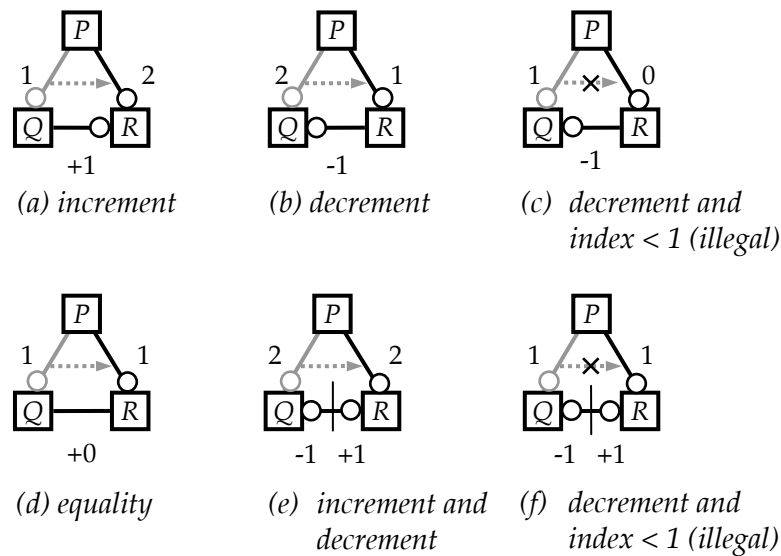 P P P
1 2 2 1 1 0
Q R Q R Q R
+1 -1 -1
(a) increment (b) decrement (c) decrement and
index < 1 (illegal)
P P P
1 1 2 2 1 1
Q R Q R Q R
+0 -1 +1 -1 +1
(d) equality (e) increment and (f) decrement and
decrement index < 1 (illegal)